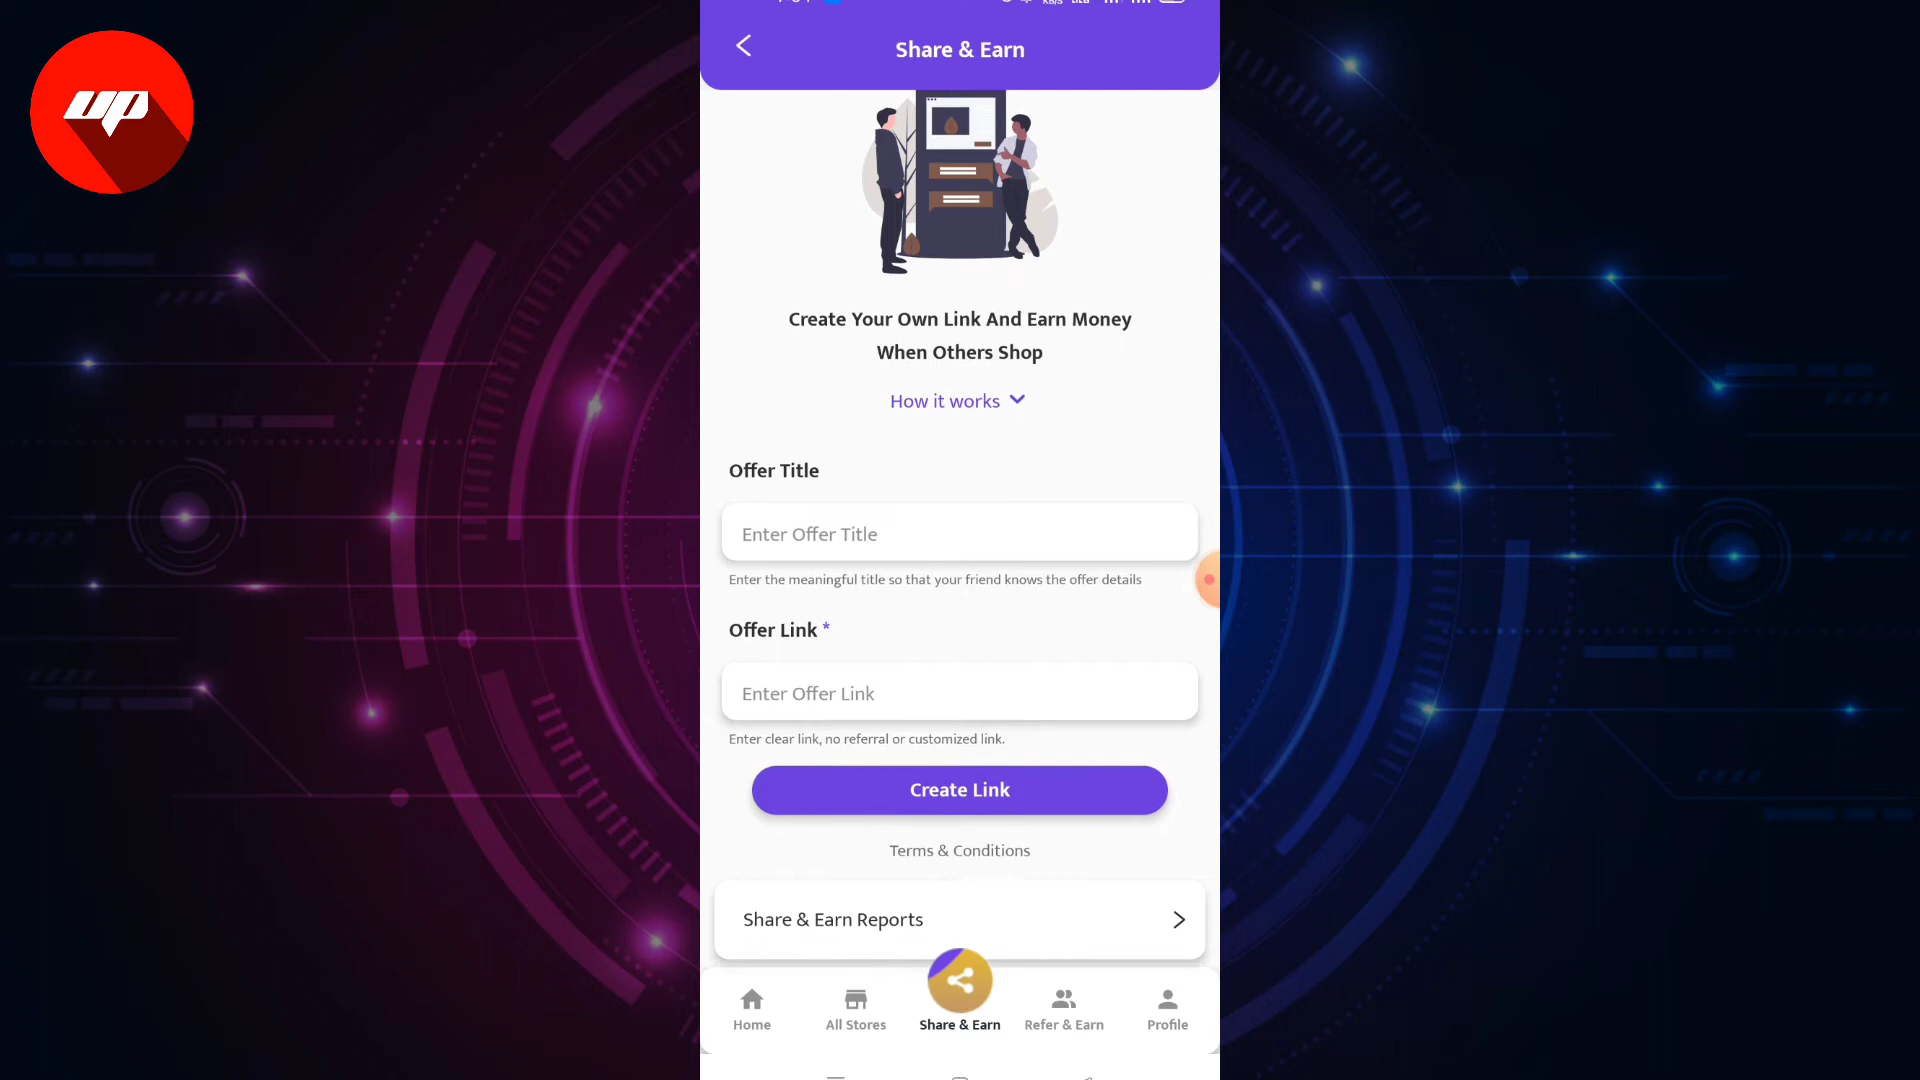 up
Share & Earn
Create Your Own Link And Earn Money
When Others Shop
How it works
Offer Title
Enter Offer Title
Enter the meaningful title so that your friend knows the offer details
Offer Link *
Enter Offer Link
Enter clear link, no referral or customized link.
Create Link
Terms & Conditions
Share & Earn Reports
Home
All Stores
Share & Earn
Refer & Earn
Profile